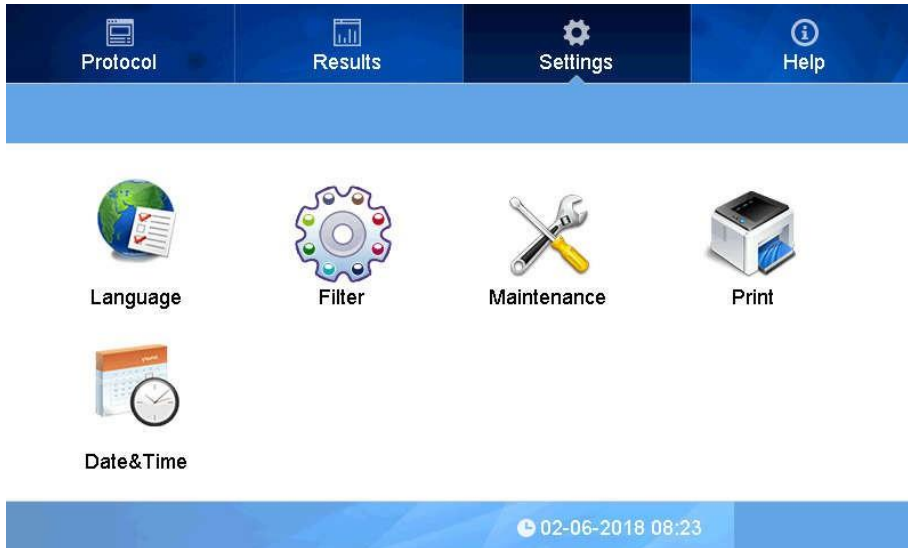 Protocol
Results
Settings
Help
Language
Filter
Maintenance
Print
Date&Time
02-06-2018 08:23